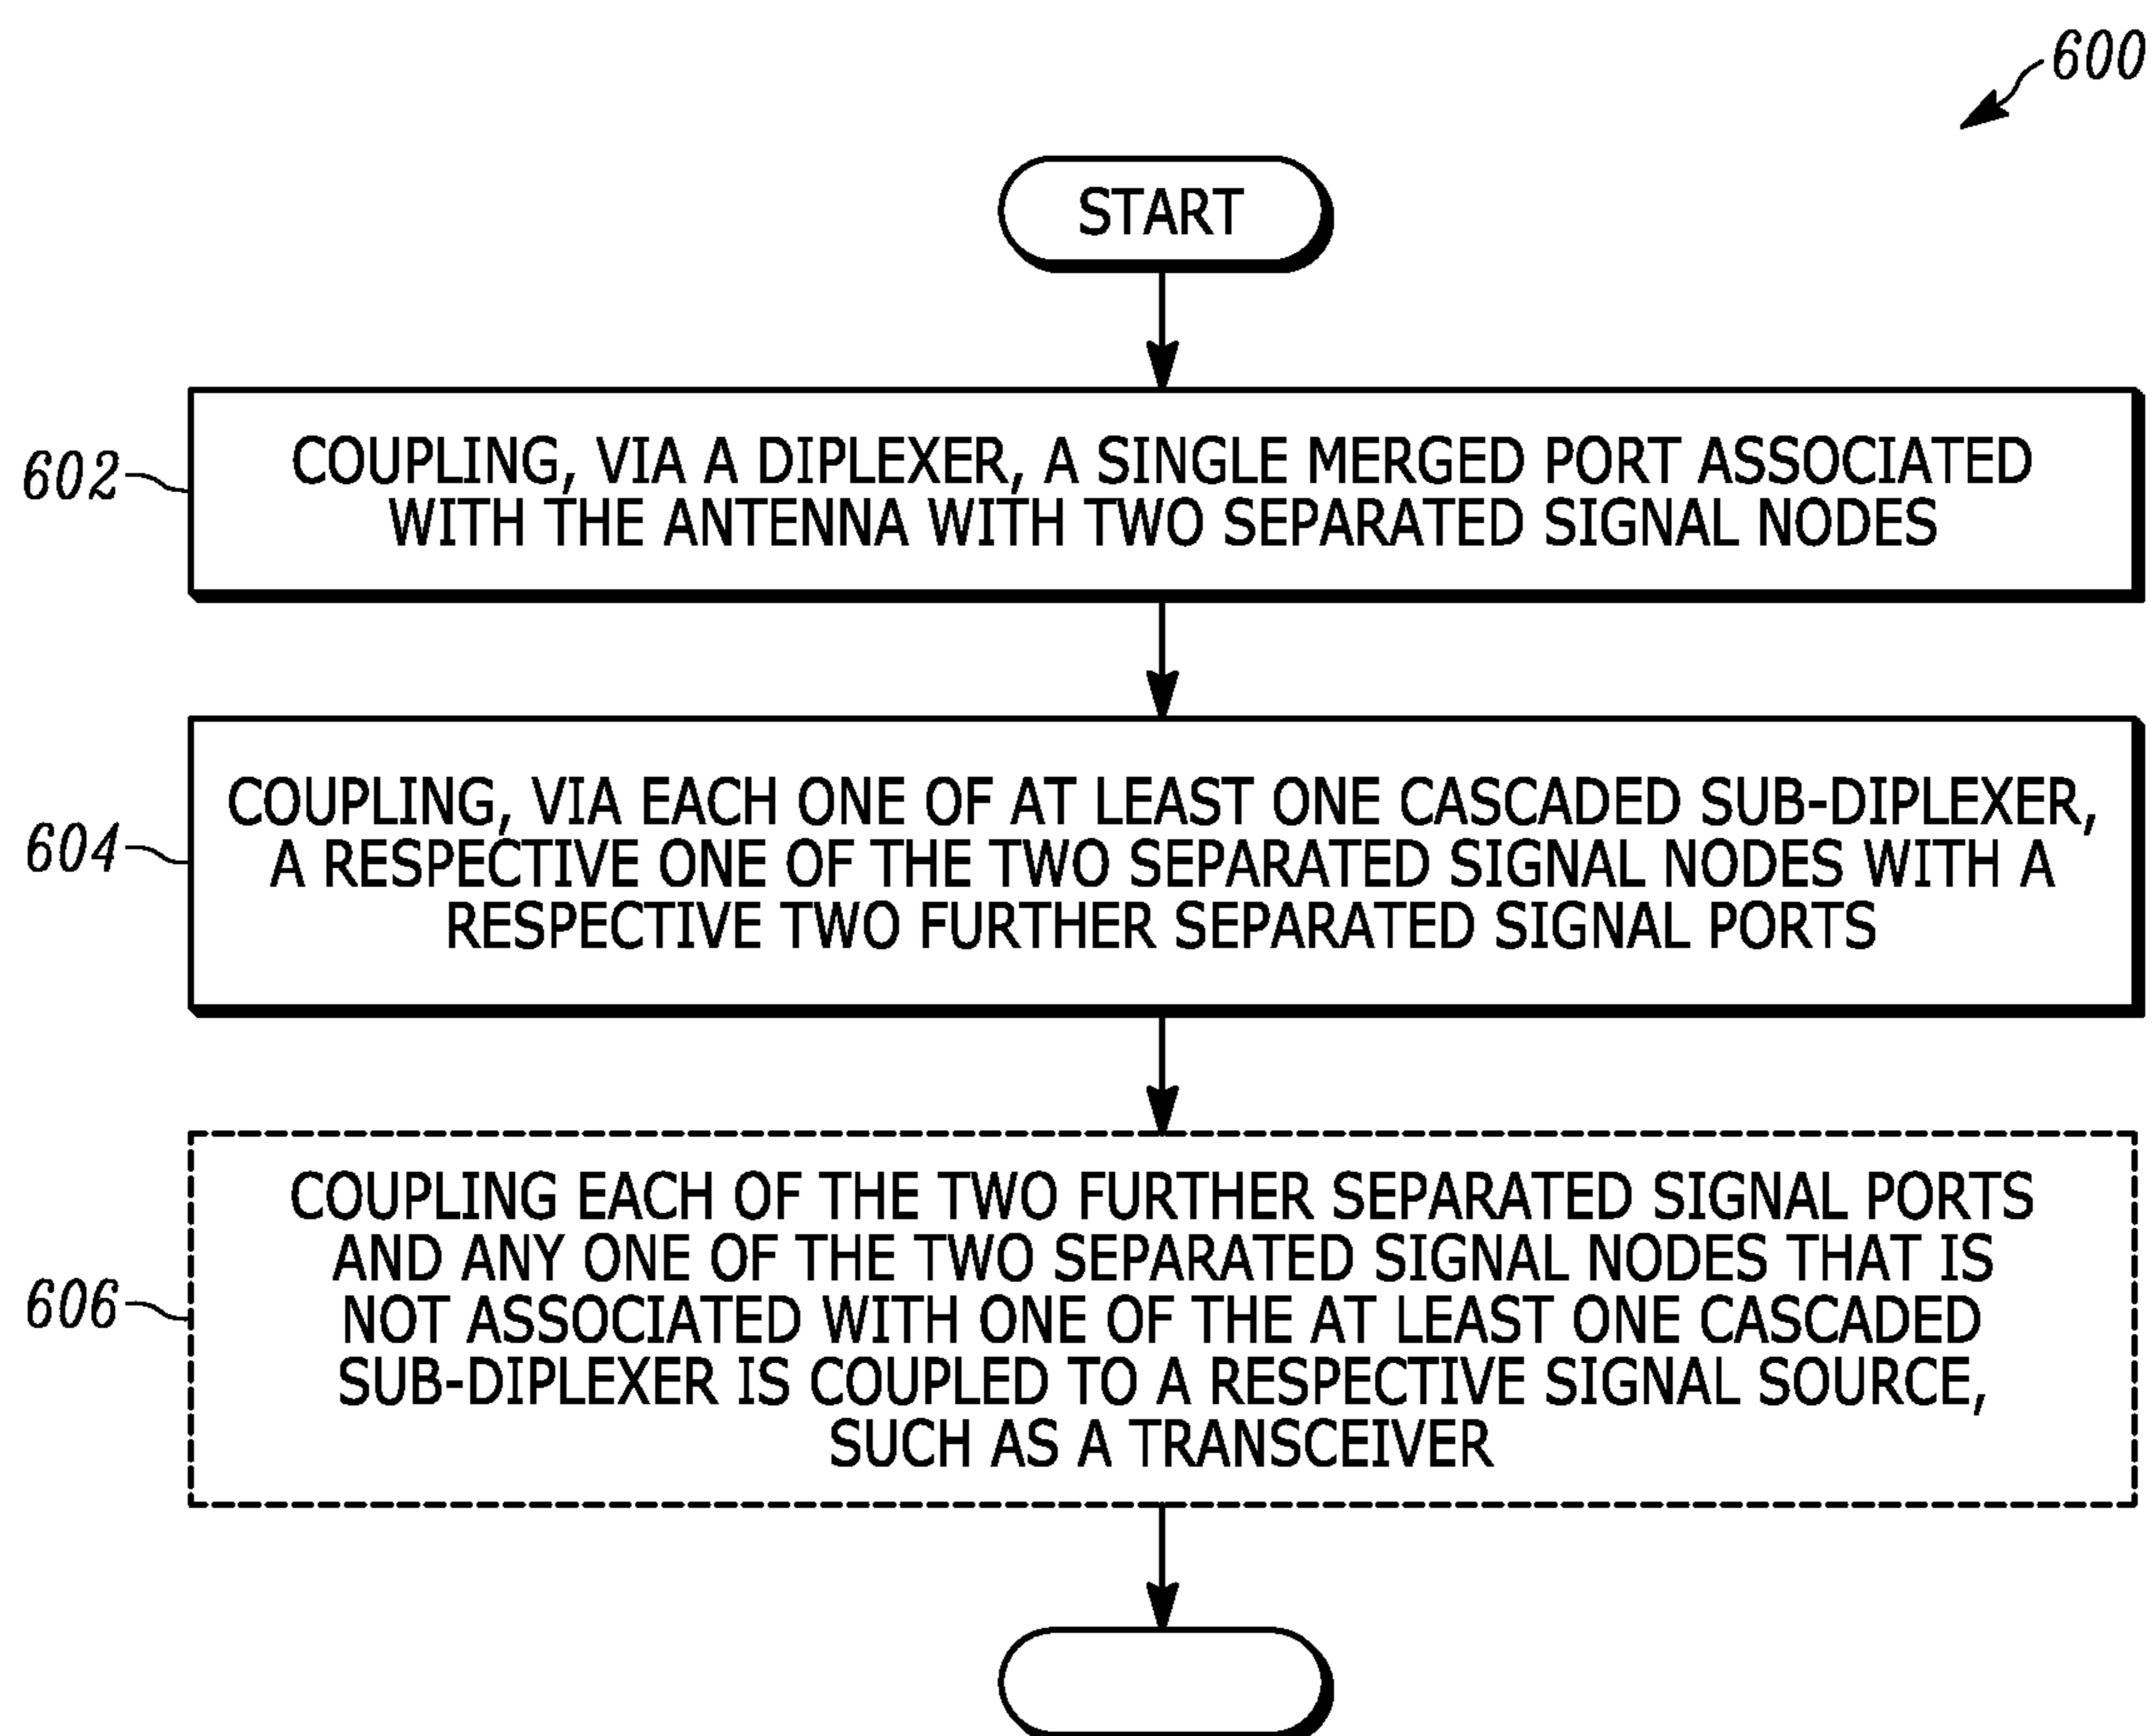 600
START
602
COUPLING, VIA A DIPLEXER, A SINGLE MERGED PORT ASSOCIATED
WITH THE ANTENNA WITH TWO SEPARATED SIGNAL NODES
604
COUPLING, VIA EACH ONE OF AT LEAST ONE CASCADED SUB-DIPLEXER,
A RESPECTIVE ONE OF THE TWO SEPARATED SIGNAL NODES WITH A
RESPECTIVE TWO FURTHER SEPARATED SIGNAL PORTS
606
COUPLING EACH OF THE TWO FURTHER SEPARATED SIGNAL PORTS
AND ANY ONE OF THE TWO SEPARATED SIGNAL NODES THAT IS
NOT ASSOCIATED WITH ONE OF THE AT LEAST ONE CASCADED
SUB-DIPLEXER IS COUPLED TO A RESPECTIVE SIGNAL SOURCE,
SUCH AS A TRANSCEIVER